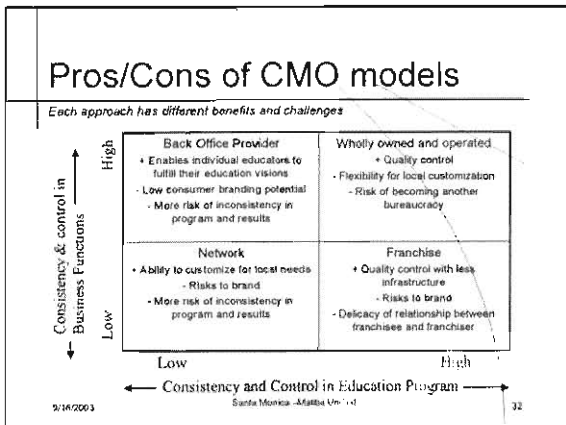 Pros/Cons of CMO models
Each approach has different benefits and challenges
Consistency & control in
Business Functions
High
Low
Back Office Provider
+ Enables individual educators to
fulfill their education visions
- Low consumer branding potential
- More risk of inconsistency in
program and results
Wholly owned and operated
+ Quality control
- Flexibility for local customization
- Risk of becoming another
bureaucracy
Network
+ Ability to customize for local needs
- Risks to brand
- More risk of inconsistency in
program and results
Franchise
+ Quality control with less
infrastructure
- Risks to brand
- Delicacy of relationship between
franchisee and franchiser
Low
High
Consistency and Control in Education Program
9/16/2003
Santa Monica -Malibu Unified
32